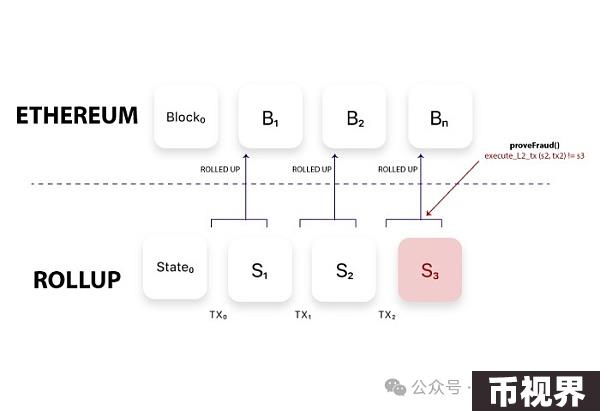 ETHEREUM
Block₀
B₁
B₂
Bₙ
proveFraud()
execute_L2_tx (s2, tx2) != s3
ROLLED UP
ROLLED UP
ROLLED UP
ROLLUP
State₀
S₁
S₂
S₃
TX₀
TX₁
TX₂
公众号 ·
币视界